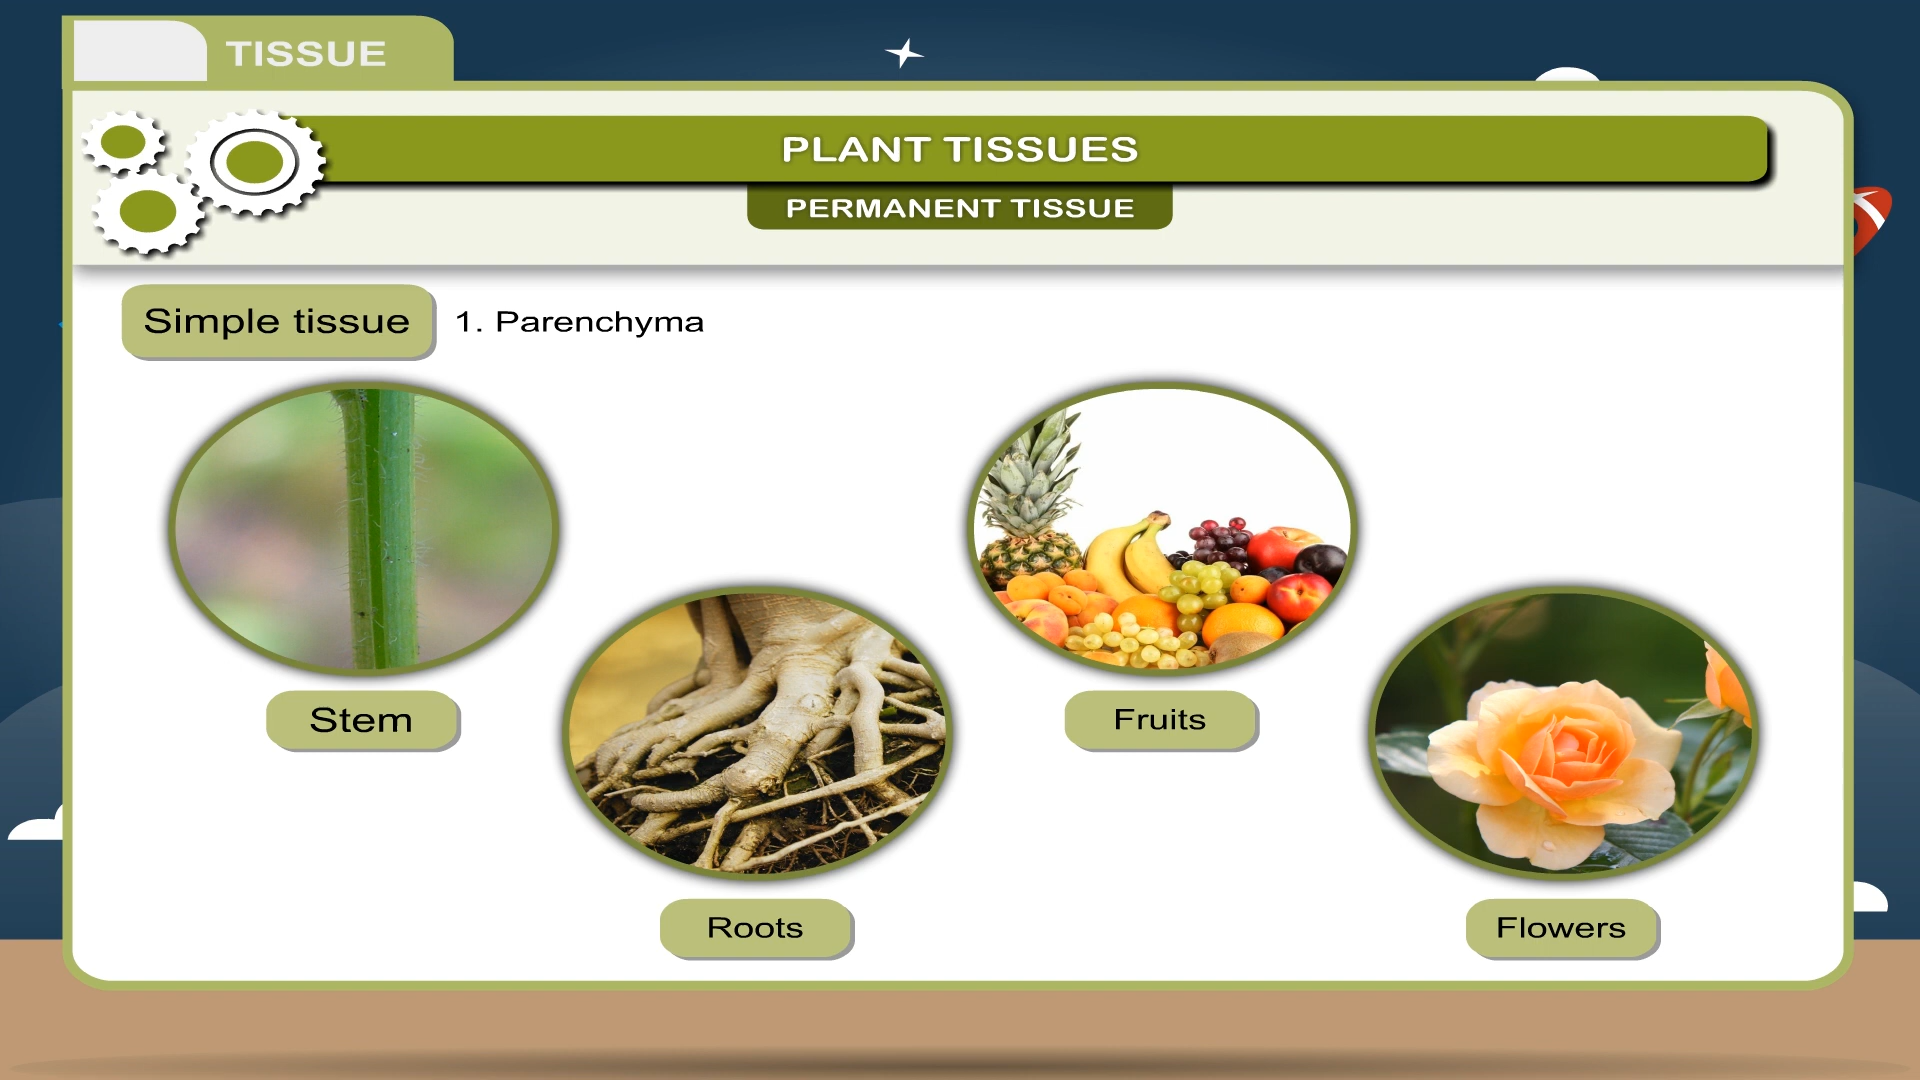 TISSUE
PLANT TISSUES
PERMANENT TISSUE
Simple tissue
1. Parenchyma
Stem
Fruits
Roots
Flowers